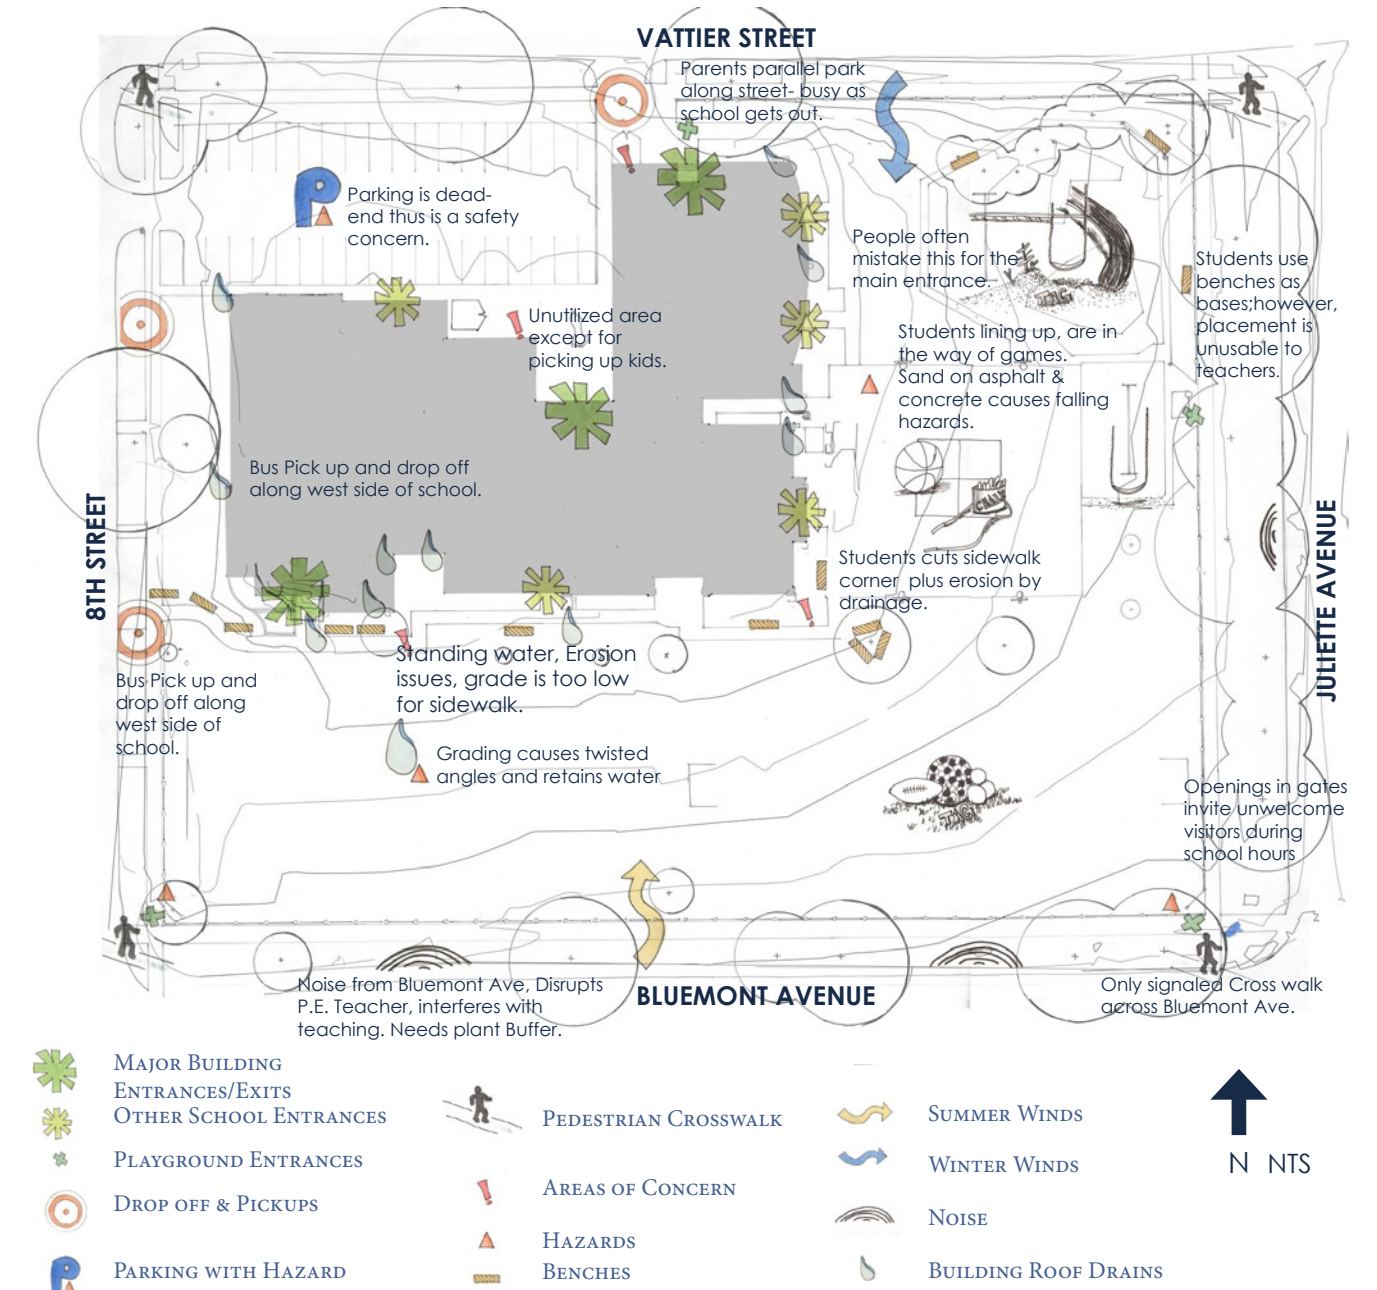 VATTIER STREET
Parents parallel park
along street- busy as
school gets out.
Parking is dead-
end thus is a safety
concern.
People often
mistake this for the
main entrance.
Students use
benches as
bases;however,
placement is
unusable to
teachers.
TAG
Unutilized area
except for
picking up kids.
Students lining up, are in
the way of games.
Sand on asphalt &
concrete causes falling
hazards.
Bus Pick up and drop off
along west side of school.
8TH STREET
JULIETTE AVENUE
Students cuts sidewalk
corner plus erosion by
drainage.
Standing water, Erosion
issues, grade is too low
for sidewalk.
Bus Pick up and
drop off along
west side of
school.
Grading causes twisted
angles and retains water
TAG
Openings in gates
invite unwelcome
visitors during
school hours
Noise from Bluemont Ave, Disrupts
P.E. Teacher, interferes with
teaching. Needs plant Buffer.
BLUEMONT AVENUE
Only signaled Cross walk
across Bluemont Ave.
Major Building
Entrances/Exits
Other School Entrances
Playground Entrances
Drop off & Pickups
Parking with Hazard
Pedestrian Crosswalk
Areas of Concern
Hazards
Benches
Summer Winds
Winter Winds
Noise
Building Roof Drains
N NTS